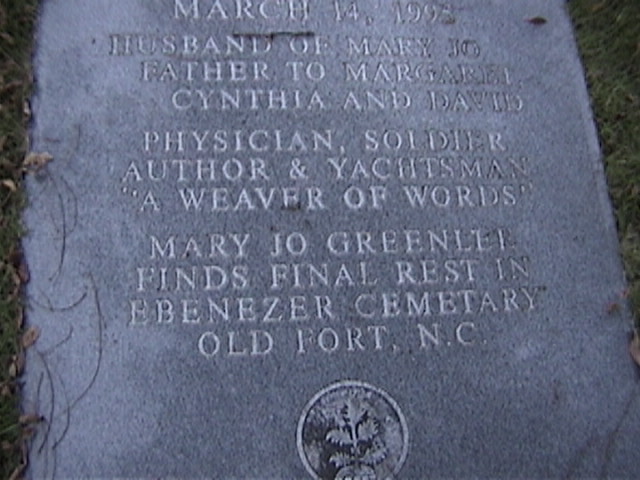 MARCH 14, 1998
HUSBAND OF MARY JO
FATHER TO MARGARET
CYNTHIA AND DAVID
PHYSICIAN, SOLDIER
AUTHOR & YACHTSMAN
"A WEAVER OF WORDS"
MARY JO GREENLEE
FINDS FINAL REST IN
EBENEZER CEMETARY
OLD FORT, N.C.